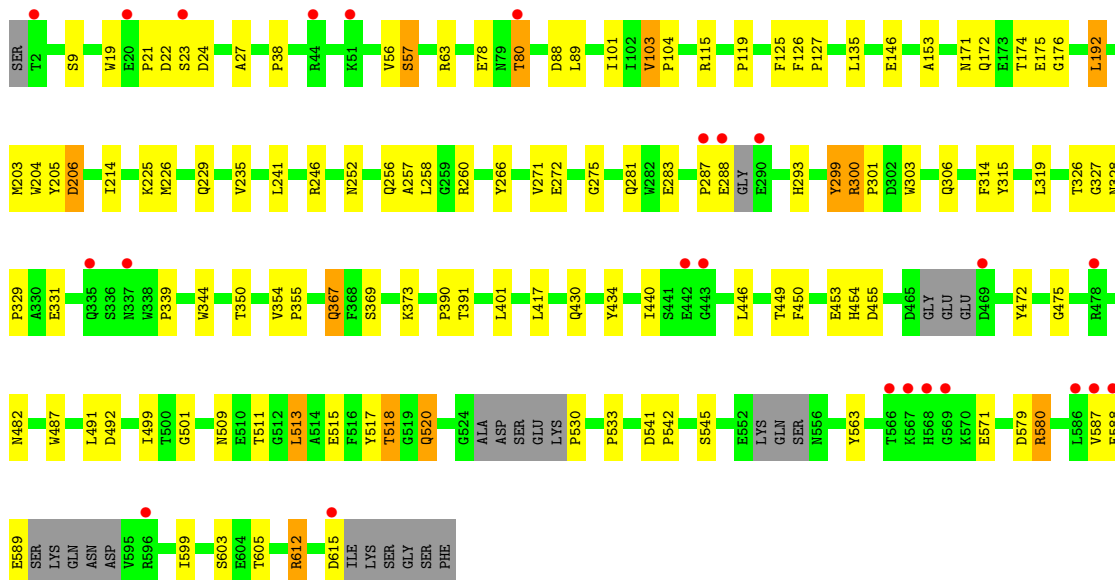 SER T2 E20 S23 R44 K51 T80
S9 W19 P21 D22 D24 A27 P38 V56 S57 R63 E78 N79 D88 L89 I101 I102 V103 P104 R115 P119 F125 F126 P127 L135 E146 A153 N171 Q172 E173 T174 E175 G176 L192
M203 W204 Y205 D206 I214 K225 M226 Q229 V235 L241 R246 N252 Q256 A257 L258 G259 R260 Y266 V271 E272 G275 Q281 W282 E283 P287 E288 GLY E290 H293 Y299 R300 P301 D302 W303 Q306 F314 Y315 L319 T326 G327
P329 A330 E331 Q335 S336 N337 W338 P339 W344 T350 V354 P355 Q367 F368 S369 K373 P390 T391 L401 L417 Q430 Y434 I440 S441 E442 G443 L446 T449 F450 E453 H454 D455 D465 GLY GLU GLU D469 Y472 G475 R478
N482 W487 L491 D492 I499 T500 G501 N509 E510 T511 G512 L513 A514 E515 F516 Y517 T518 G519 Q520 G524 ALA ASP SER GLU LYS P530 P533 D541 P542 S545 E552 LYS GLN SER N556 Y563 T566 K567 H568 G569 K570 E571 D579 R580 L586 V587
E589 SER LYS GLN ASN ASP V595 R596 I599 S603 E604 T605 R612 D615 ILE LYS SER GLY SER PHE